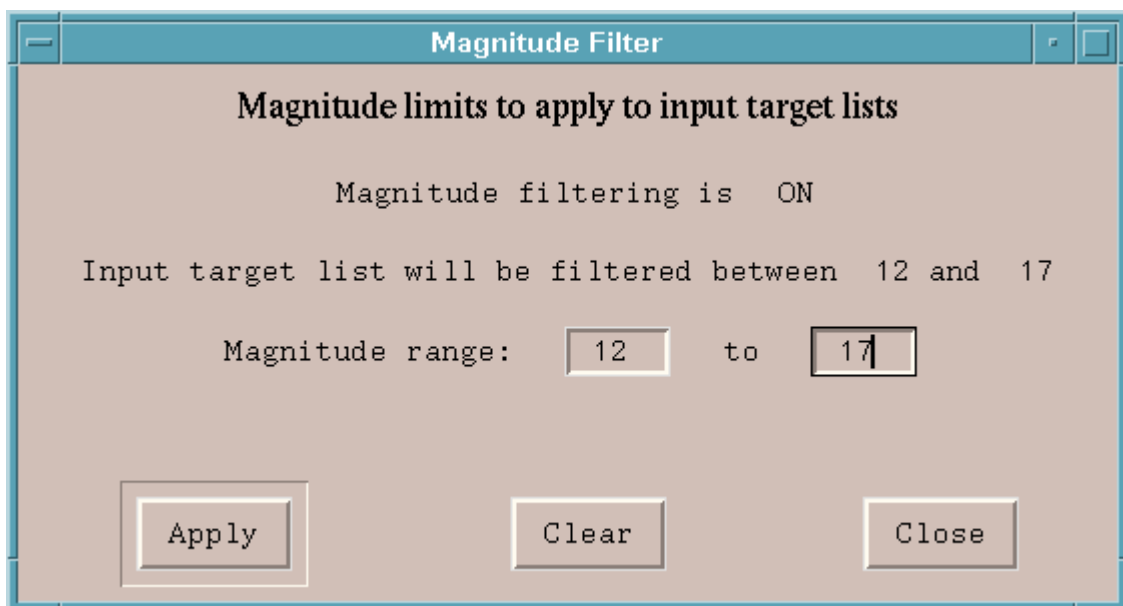 Magnitude Filter
Magnitude limits to apply to input target lists
Magnitude filtering is ON
Input target list will be filtered between 12 and 17
Magnitude range: 12 to 17
Apply Clear Close